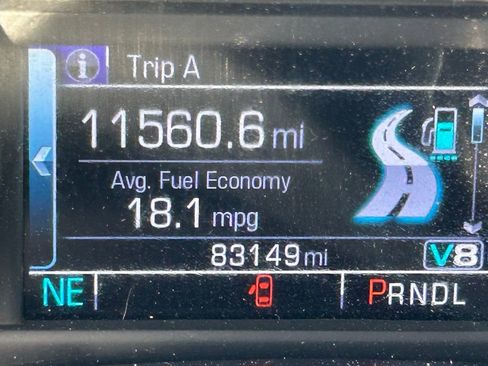 i Trip A
11560.6 mi
Avg. Fuel Economy
18.1 mpg
83149 mi V8
NE PRNDL